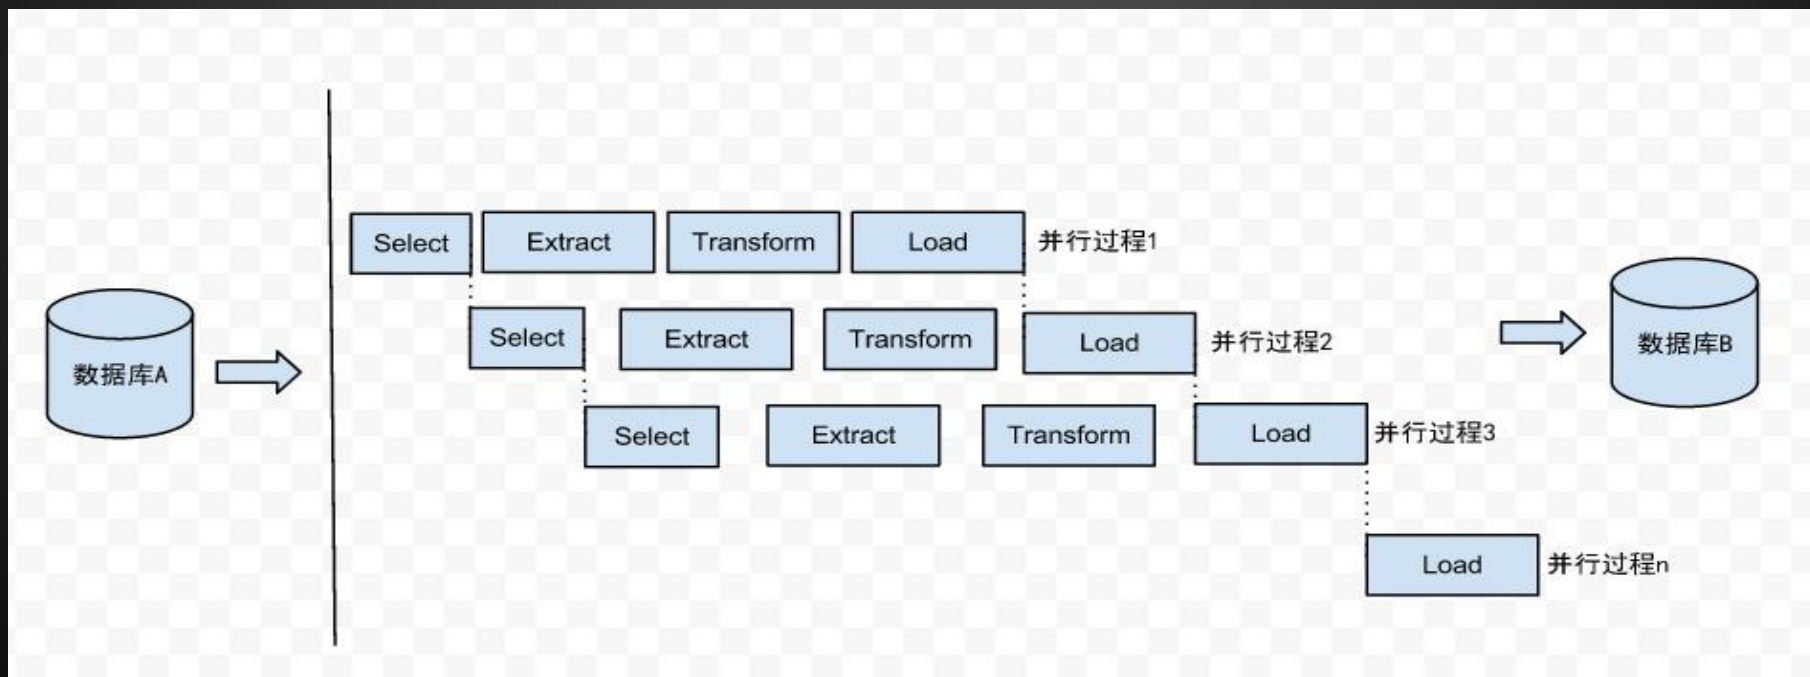 Select
Extract
Transform
Load
并行过程1
Select
Extract
Transform
Load
并行过程2
数据库A
数据库B
Select
Extract
Transform
Load
并行过程3
Load
并行过程n